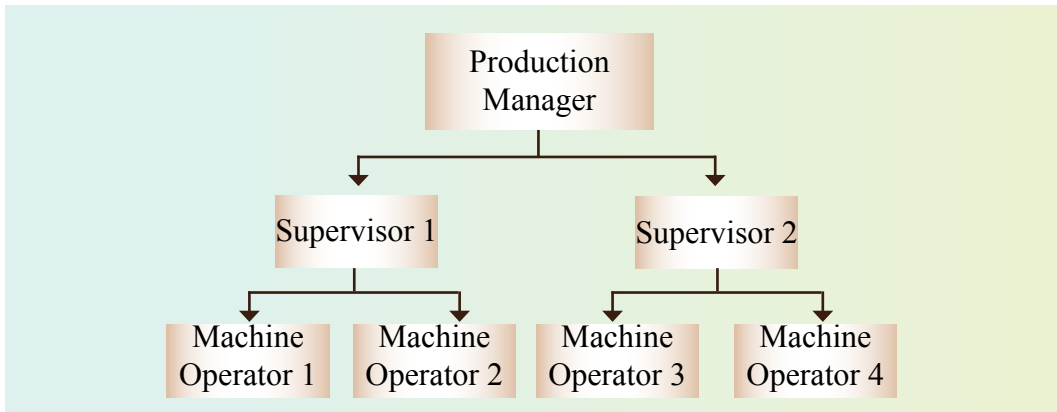 Production
Manager
Supervisor 1
Supervisor 2
Machine
Operator 1
Machine
Operator 2
Machine
Operator 3
Machine
Operator 4